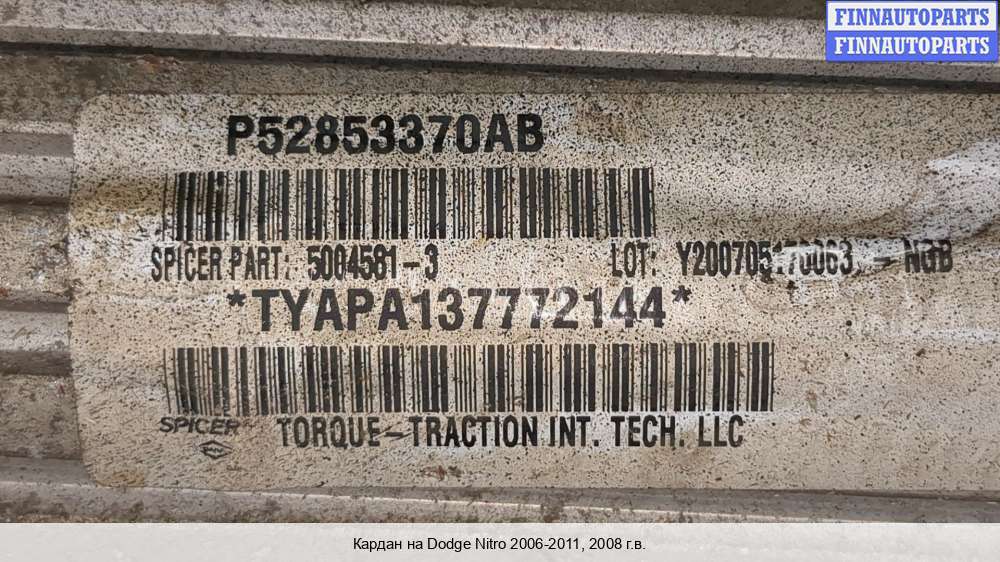 FINNAUTOPARTS
FINNAUTOPARTS
P52853370AB
SPICER PART: 5004581-3 LOT: Y200705170063 - NGB
*TYAPA137772144*
SPICER
TORQUE-TRACTION INT. TECH. LLC
Кардан на Dodge Nitro 2006-2011, 2008 г.в.